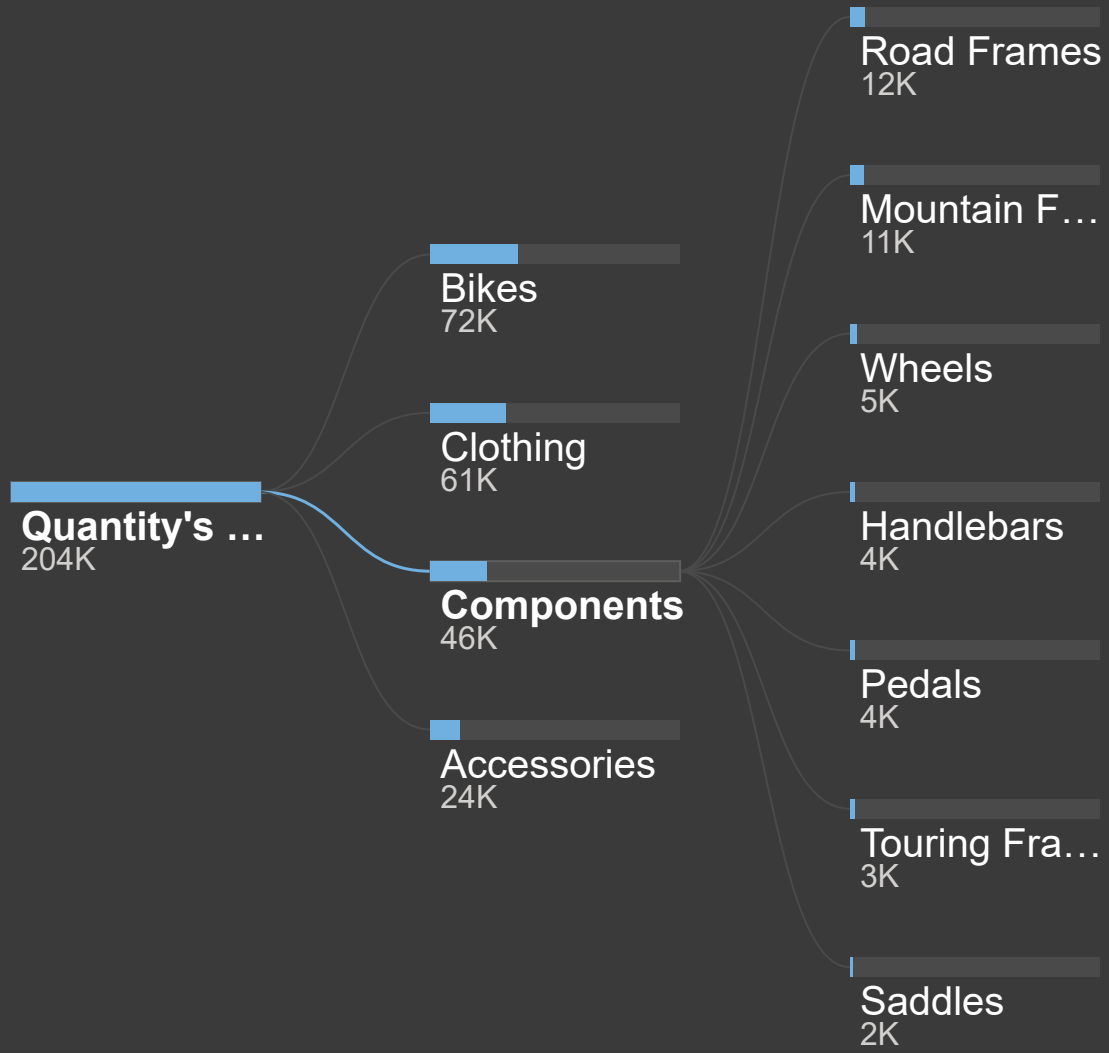 Quantity's …
204K
Bikes
72K
Clothing
61K
Components
46K
Accessories
24K
Road Frames
12K
Mountain F…
11K
Wheels
5K
Handlebars
4K
Pedals
4K
Touring Fra…
3K
Saddles
2K